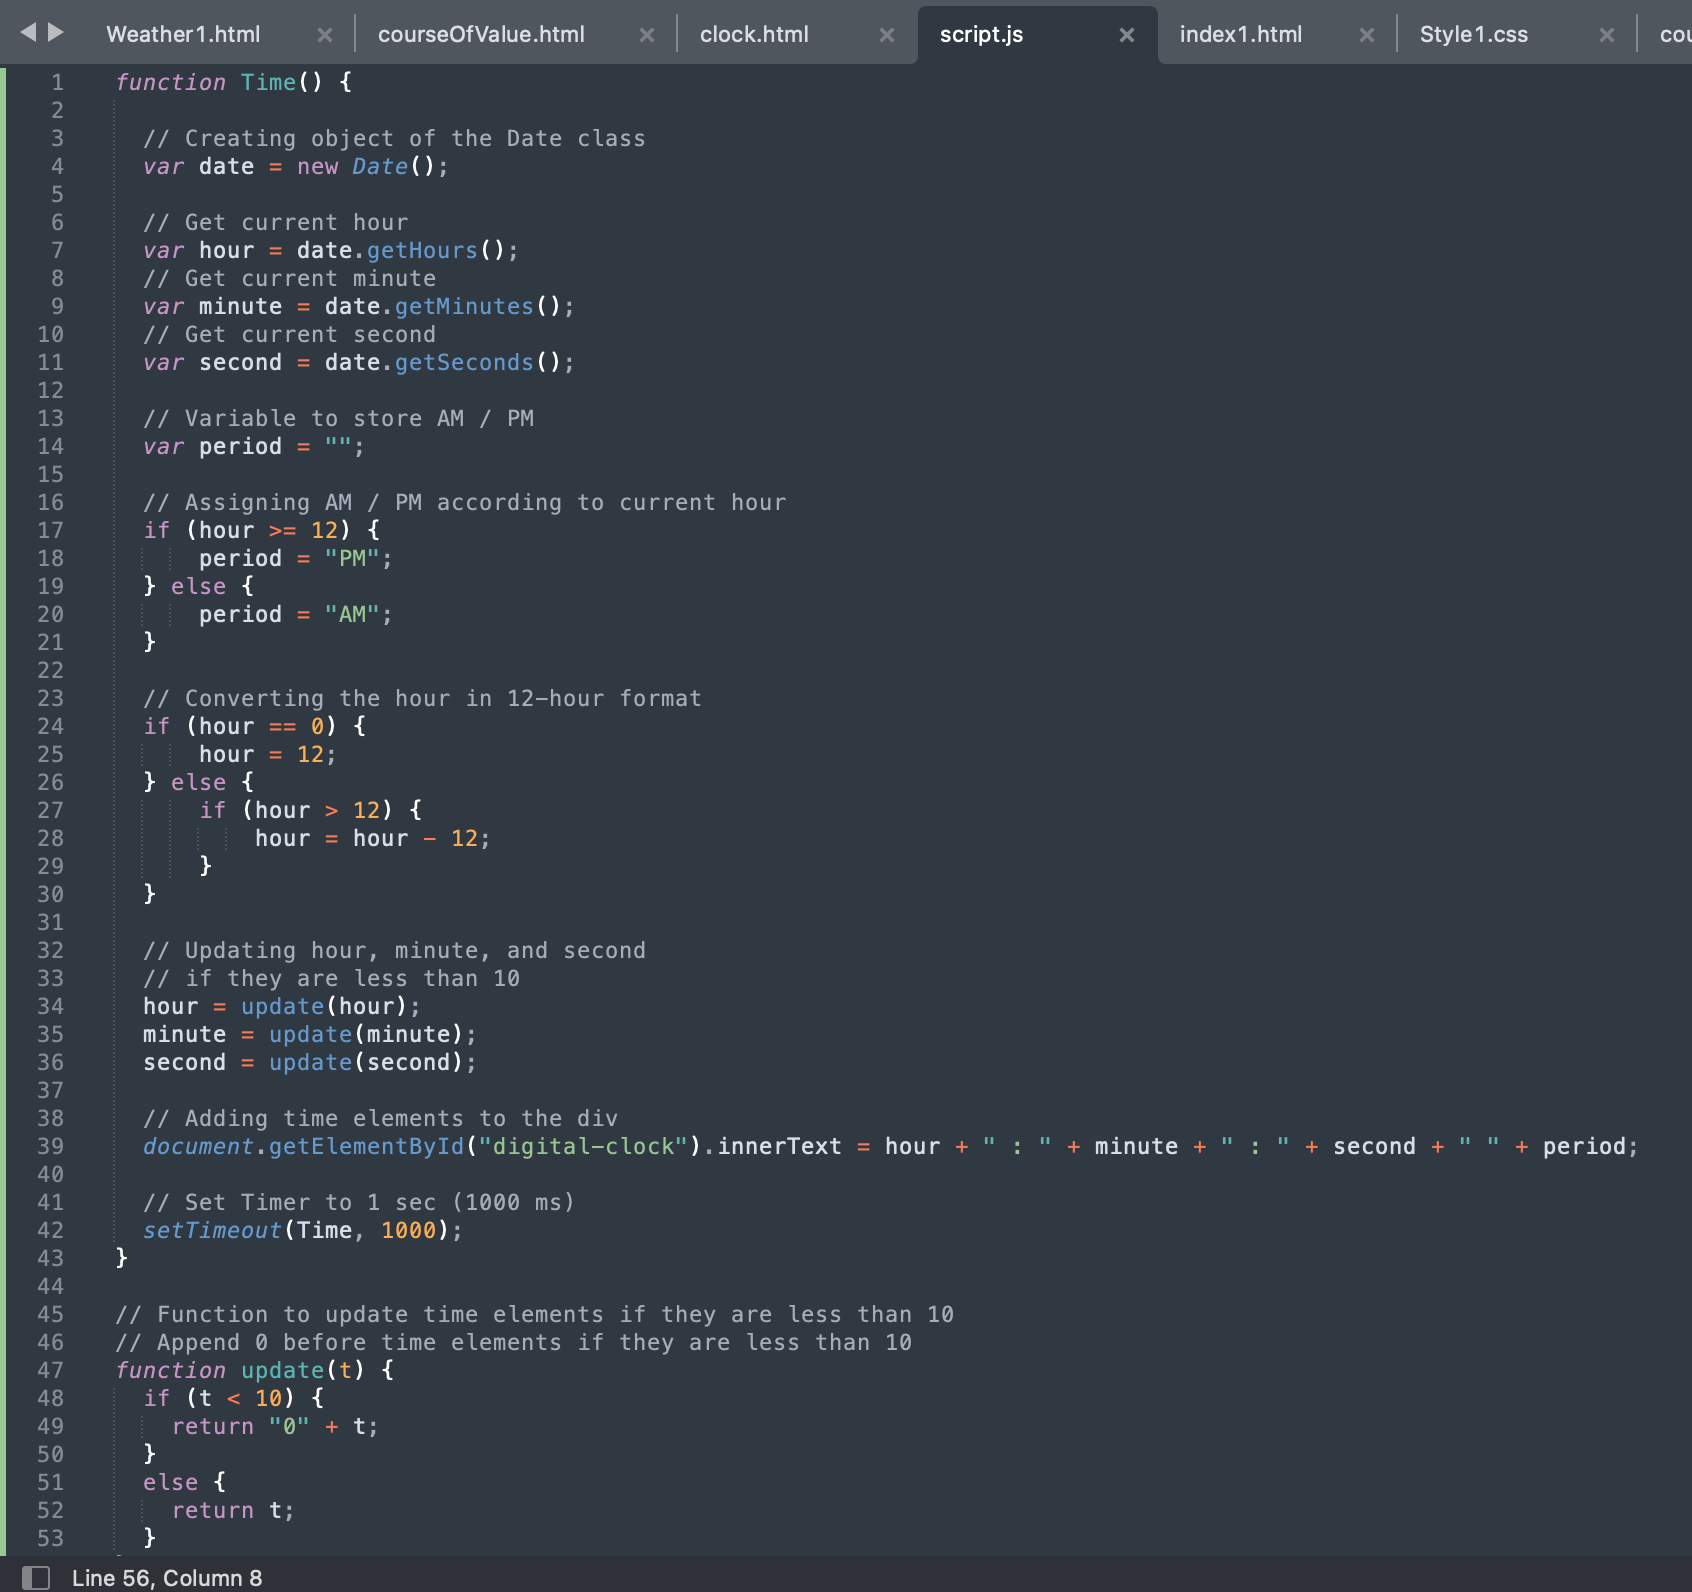 Weather1.html × courseOfValue.html × clock.html × script.js × index1.html × Style1.css × cou
1 function Time() {
2
3 // Creating object of the Date class
4 var date = new Date();
5
6 // Get current hour
7 var hour = date.getHours();
8 // Get current minute
9 var minute = date.getMinutes();
10 // Get current second
11 var second = date.getSeconds();
12
13 // Variable to store AM / PM
14 var period = "";
15
16 // Assigning AM / PM according to current hour
17 if (hour >= 12) {
18 period = "PM";
19 } else {
20 period = "AM";
21 }
22
23 // Converting the hour in 12-hour format
24 if (hour == 0) {
25 hour = 12;
26 } else {
27 if (hour > 12) {
28 hour = hour - 12;
29 }
30 }
31
32 // Updating hour, minute, and second
33 // if they are less than 10
34 hour = update(hour);
35 minute = update(minute);
36 second = update(second);
37
38 // Adding time elements to the div
39 document.getElementById("digital-clock").innerText = hour + " : " + minute + " : " + second + " " + period;
40
41 // Set Timer to 1 sec (1000 ms)
42 setTimeout(Time, 1000);
43 }
44
45 // Function to update time elements if they are less than 10
46 // Append 0 before time elements if they are less than 10
47 function update(t) {
48 if (t < 10) {
49 return "0" + t;
50 }
51 else {
52 return t;
53 }
Line 56, Column 8